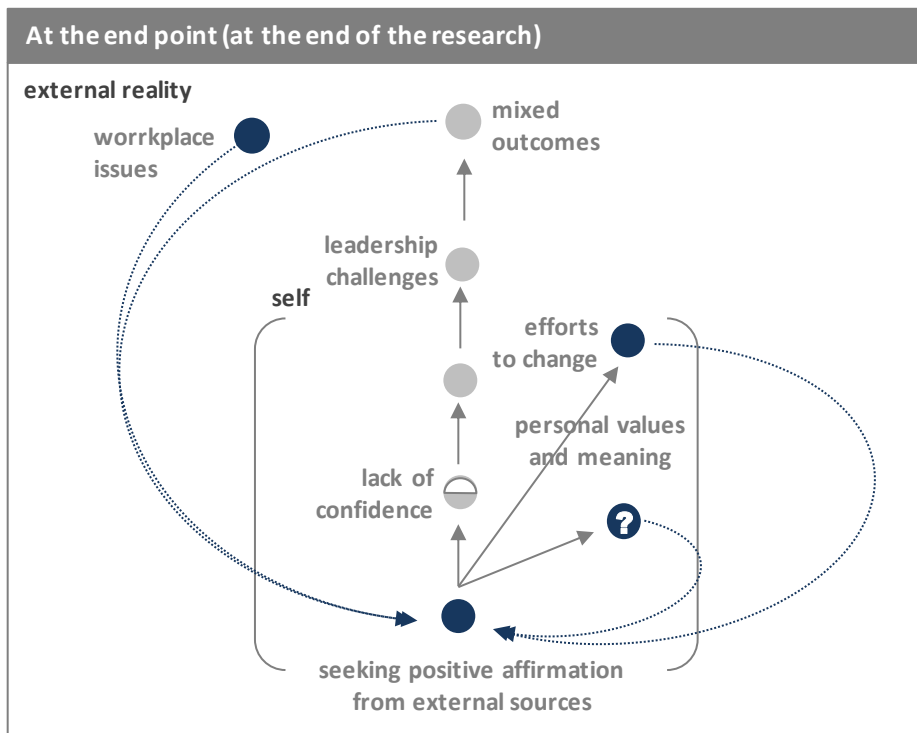 At the end point (at the end of the research)
external reality
worrkplace
issues
mixed
outcomes
leadership
challenges
self
efforts
to change
personal values
and meaning
lack of
confidence
?
seeking positive affirmation
from external sources